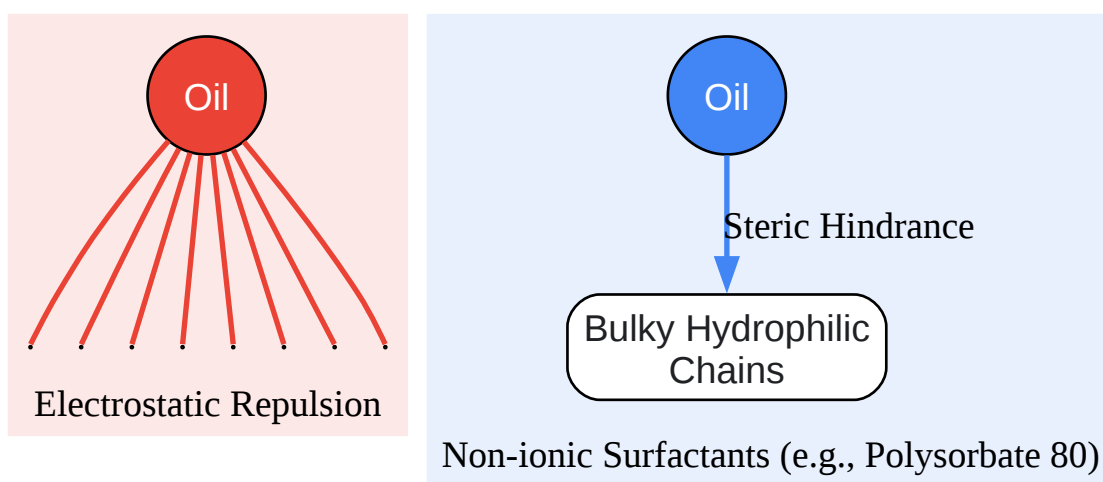 Oil
Electrostatic Repulsion
Oil
Steric Hindrance
Bulky Hydrophilic
Chains
Non-ionic Surfactants (e.g., Polysorbate 80)